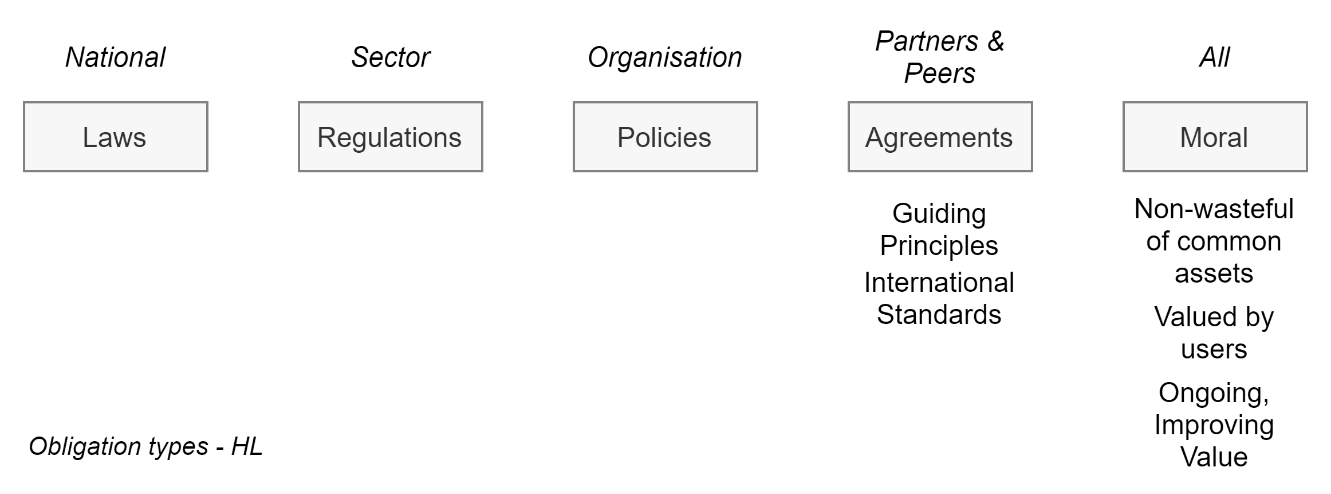 National
Sector
Organisation
Partners &
Peers
All
Laws
Regulations
Policies
Agreements
Moral
Guiding
Principles
International
Standards
Non-wasteful
of common
assets
Valued by
users
Ongoing,
Improving
Value
Obligation types - HL